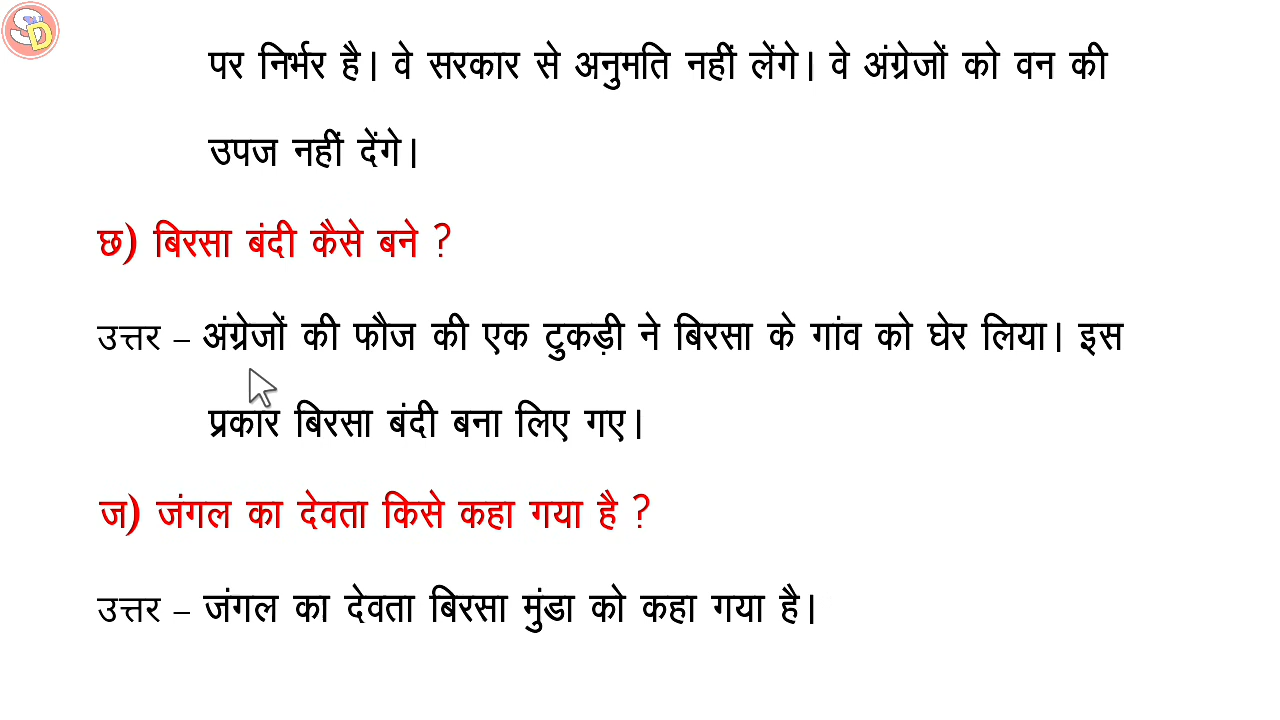 SD
पर निर्भर है। वे सरकार से अनुमति नहीं लेंगे। वे अंग्रेजों को वन की
उपज नहीं देंगे।
छ) बिरसा बंदी कैसे बने ?
उत्तर – अंग्रेजों की फौज की एक टुकड़ी ने बिरसा के गांव को घेर लिया। इस
प्रकार बिरसा बंदी बना लिए गए।
ज) जंगल का देवता किसे कहा गया है ?
उत्तर – जंगल का देवता बिरसा मुंडा को कहा गया है।